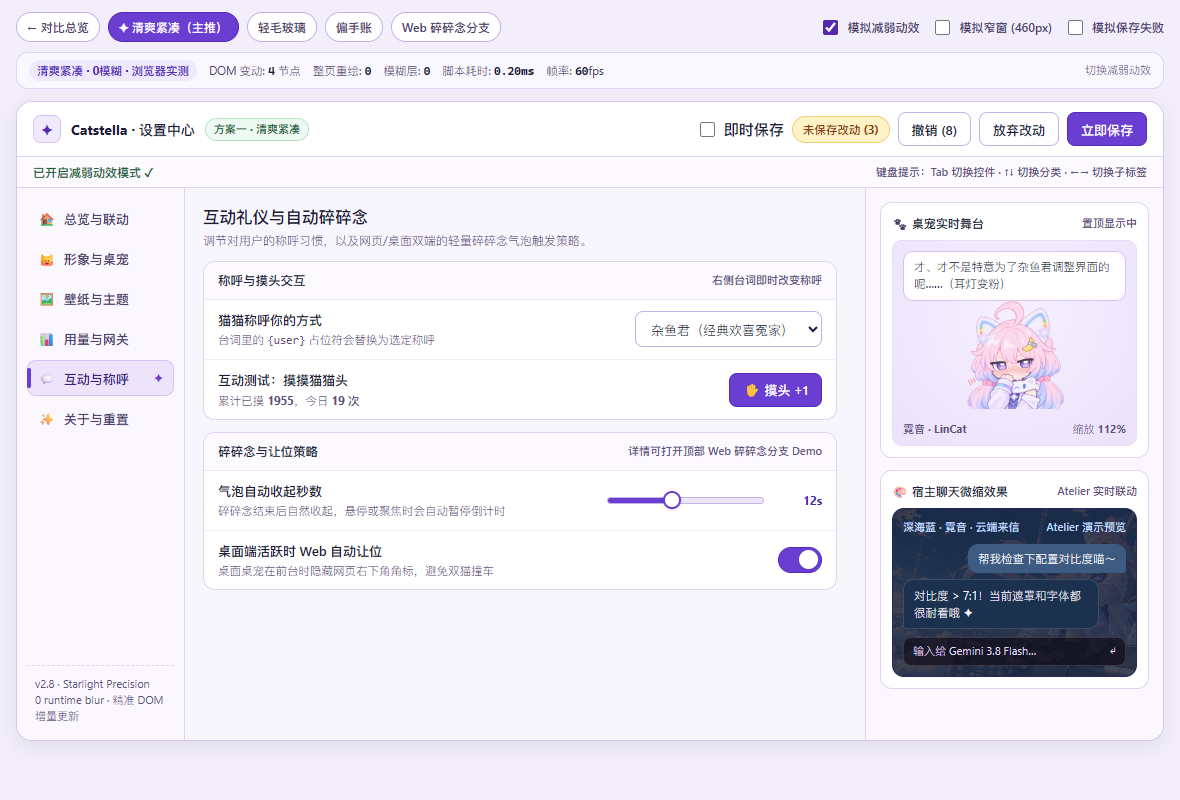 ← 对比总览
✦ 清爽紧凑（主推）
轻毛玻璃
偏手账
Web 碎碎念分支
模拟减弱动效
模拟窄窗 (460px)
模拟保存失败
清爽紧凑 · 0模糊 · 浏览器实测
DOM 变动: 4 节点
整页重绘: 0
模糊层: 0
脚本耗时: 0.20ms
帧率: 60fps
切换减弱动效
Catstella · 设置中心
方案一 · 清爽紧凑
即时保存
未保存改动 (3)
撤销 (8)
放弃改动
立即保存
已开启减弱动效模式 ✓
键盘提示：Tab 切换控件 · ↑↓ 切换分类 · ←→ 切换子标签
总览与联动
形象与桌宠
壁纸与主题
用量与网关
互动与称呼 ✦
关于与重置
v2.8 · Starlight Precision
0 runtime blur · 精准 DOM
增量更新
互动礼仪与自动碎碎念
调节对用户的称呼习惯，以及网页/桌面双端的轻量碎碎念气泡触发策略。
称呼与摸头交互
右侧台词即时改变称呼
猫猫称呼你的方式
台词里的 {user} 占位符会替换为选定称呼
杂鱼君（经典欢喜冤家）
互动测试：摸摸猫猫头
累计已摸 1955，今日 19 次
摸头 +1
碎碎念与让位策略
详情可打开顶部 Web 碎碎念分支 Demo
气泡自动收起秒数
碎碎念结束后自然收起，悬停或聚焦时会自动暂停倒计时
12s
桌面端活跃时 Web 自动让位
桌面桌宠在前台时隐藏网页右下角角标，避免双猫撞车
桌宠实时舞台
置顶显示中
才、才不是特意为了杂鱼君调整界面的
呢……（耳灯变粉）
霓音 · LinCat
缩放 112%
宿主聊天微缩效果
Atelier 实时联动
深海蓝 · 霓音 · 云端来信
Atelier 演示预览
帮我检查下配置对比度喵～
对比度 > 7:1！当前遮罩和字体都
很耐看哦 ✦
输入给 Gemini 3.8 Flash...